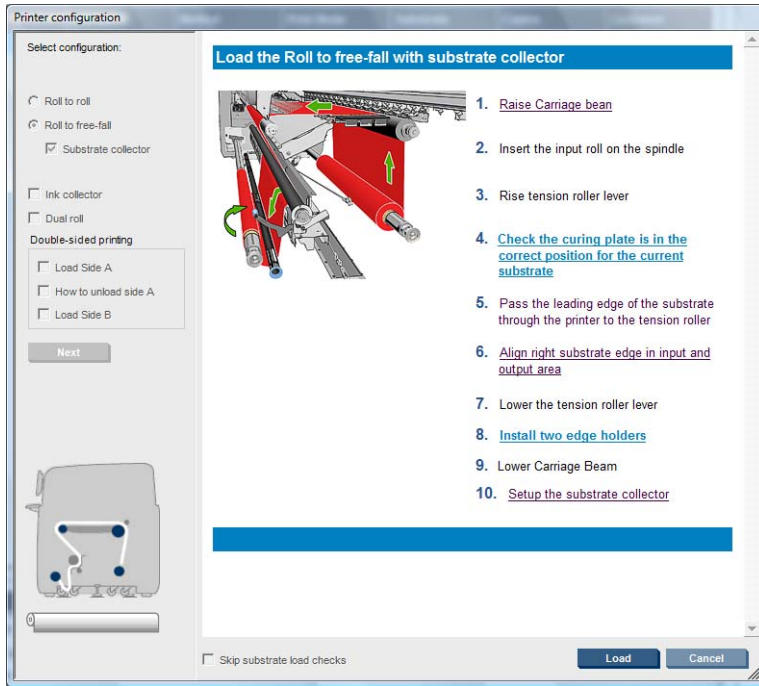 Printer configuration
Select configuration:
Roll to roll
Roll to free-fall
Substrate collector
Ink collector
Dual roll
Double-sided printing
Load Side A
How to unload side A
Load Side B
Next
Load the Roll to free-fall with substrate collector
1. Raise Carriage bean
2. Insert the input roll on the spindle
3. Rise tension roller lever
4. Check the curing plate is in the
correct position for the current
substrate
5. Pass the leading edge of the substrate
through the printer to the tension roller
6. Align right substrate edge in input and
output area
7. Lower the tension roller lever
8. Install two edge holders
9. Lower Carriage Beam
10. Setup the substrate collector
Skip substrate load checks
Load
Cancel